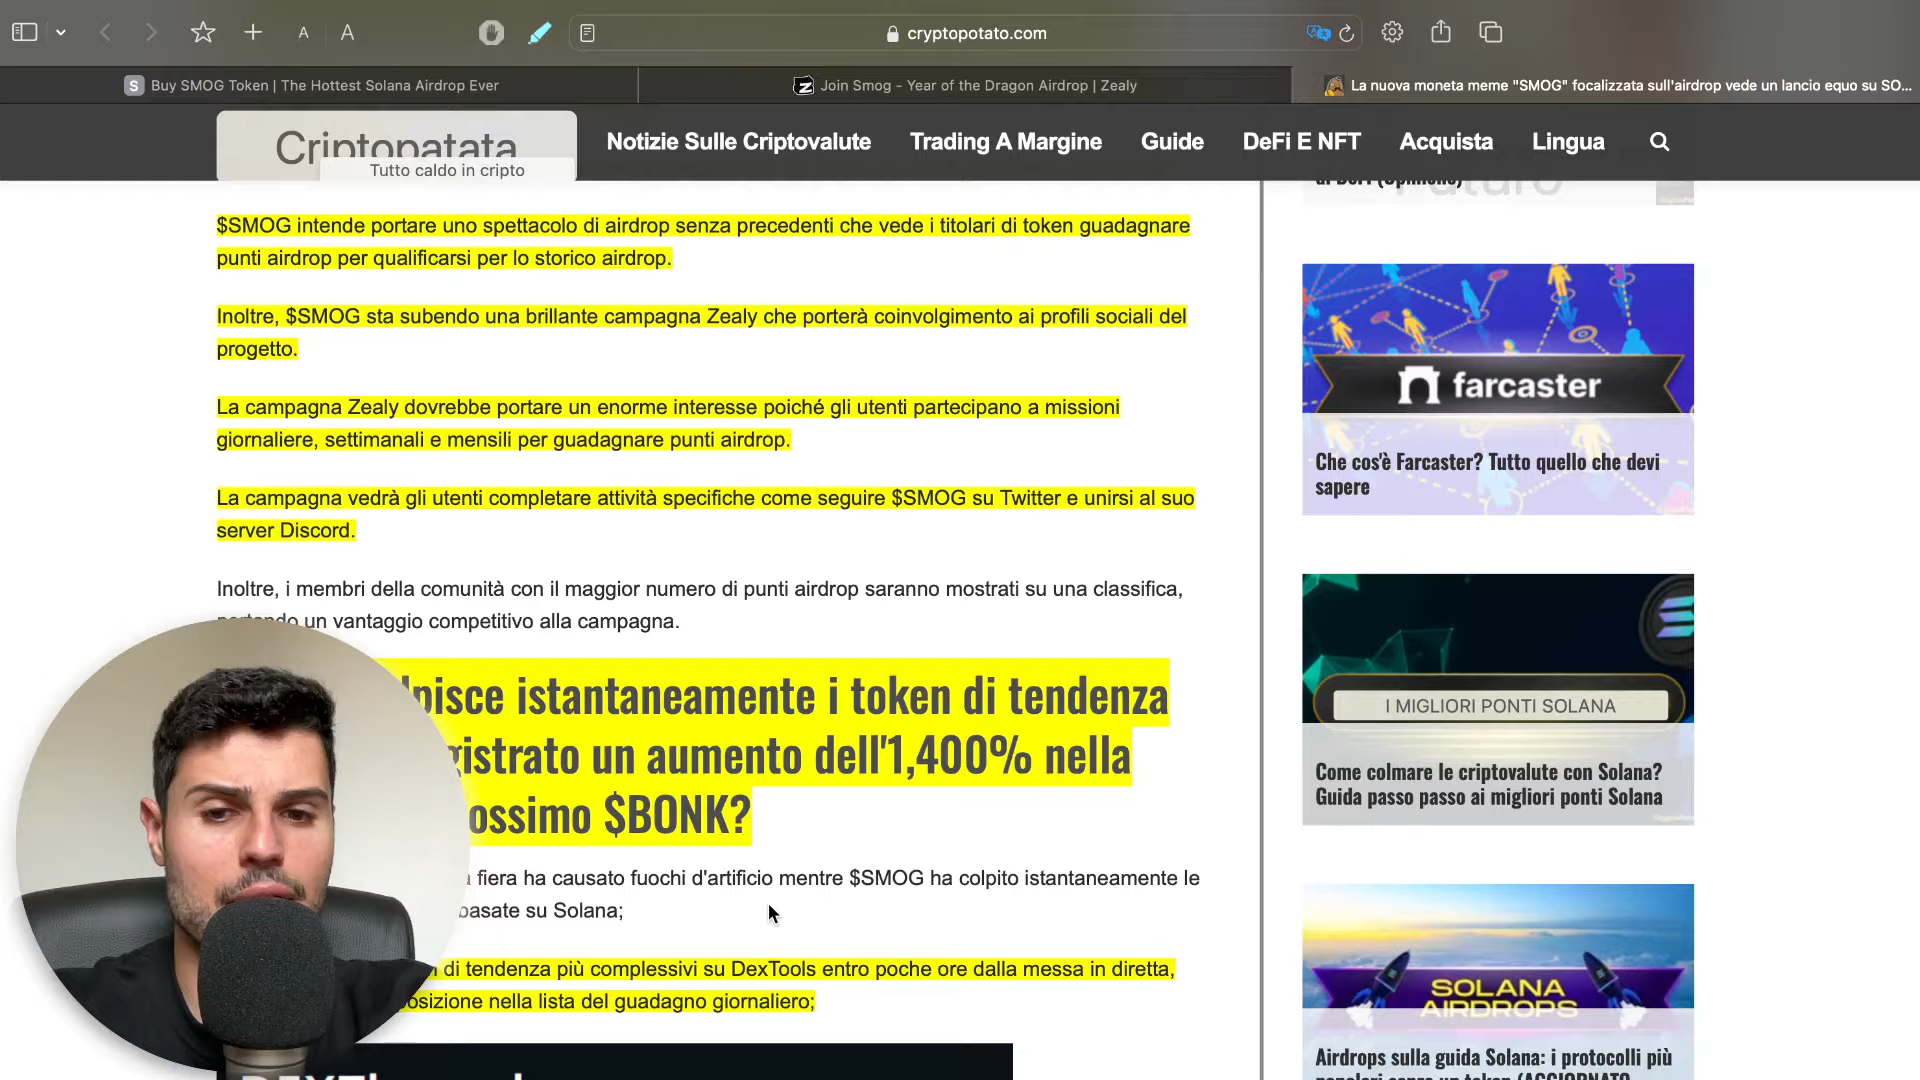 A
A
cryptopotato.com
S Buy SMOG Token | The Hottest Solana Airdrop Ever
Join Smog - Year of the Dragon Airdrop | Zealy
La nuova moneta meme "SMOG" focalizzata sull'airdrop vede un lancio equo su SO...
Criptopatata
Tutto caldo in cripto
Notizie Sulle Criptovalute
Trading A Margine
Guide
DeFi E NFT
Acquista
Lingua
$SMOG intende portare uno spettacolo di airdrop senza precedenti che vede i titolari di token guadagnare
punti airdrop per qualificarsi per lo storico airdrop.
Inoltre, $SMOG sta subendo una brillante campagna Zealy che porterà coinvolgimento ai profili sociali del
progetto.
La campagna Zealy dovrebbe portare un enorme interesse poiché gli utenti partecipano a missioni
giornaliere, settimanali e mensili per guadagnare punti airdrop.
La campagna vedrà gli utenti completare attività specifiche come seguire $SMOG su Twitter e unirsi al suo
server Discord.
Inoltre, i membri della comunità con il maggior numero di punti airdrop saranno mostrati su una classifica,
un vantaggio competitivo alla campagna.
istantaneamente i token di tendenza
un aumento dell'1,400% nella
$BONK?
fiera ha causato fuochi d'artificio mentre $SMOG ha colpito istantaneamente le
basate su Solana;
di tendenza più complessivi su DexTools entro poche ore dalla messa in diretta,
nella lista del guadagno giornaliero;
di DeFi (Opinione)
farcaster
Che cos'è Farcaster? Tutto quello che devi
sapere
I MIGLIORI PONTI SOLANA
Come colmare le criptovalute con Solana?
Guida passo passo ai migliori ponti Solana
SOLANA
AIRDROPS
Airdrops sulla guida Solana: i protocolli più